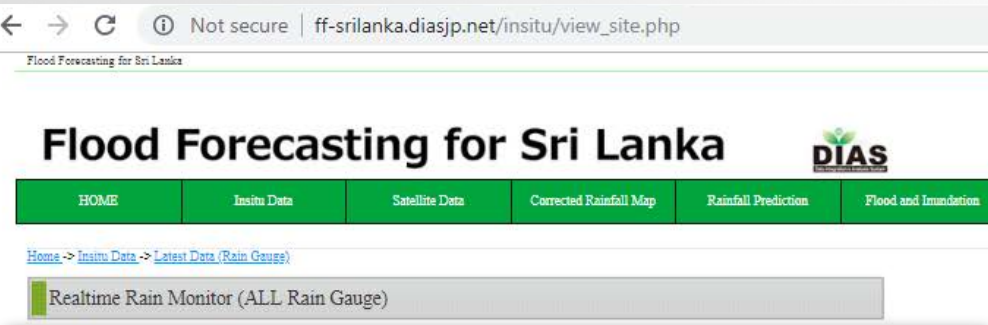 Not secure | ff-srilanka.diasjp.net/insitu/view_site.php
Flood Forecasting for Sri Lanka
Flood Forecasting for Sri Lanka
DIAS
HOME Insitu Data Satellite Data Corrected Rainfall Map Rainfall Prediction Flood and Inundation
Home -> Insitu Data -> Latest Data (Rain Gauge)
Realtime Rain Monitor (ALL Rain Gauge)